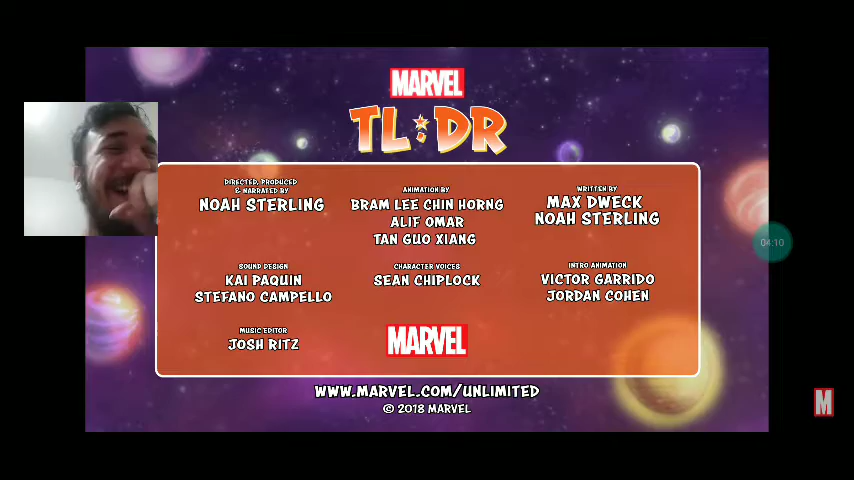 MARVEL
TL;DR
DIRECTED, PRODUCED
& NARRATED BY
NOAH STERLING
ANIMATION BY
BRAM LEE CHIN HORNG
ALIF OMAR
TAN GUO XIANG
WRITTEN BY
MAX DWECK
NOAH STERLING
SOUND DESIGN
KAI PAQUIN
STEFANO CAMPELLO
CHARACTER VOICES
SEAN CHIPLOCK
INTRO ANIMATION
VICTOR GARRIDO
JORDAN COHEN
MUSIC EDITOR
JOSH RITZ
MARVEL
WWW.MARVEL.COM/UNLIMITED
© 2018 MARVEL
04:10
M